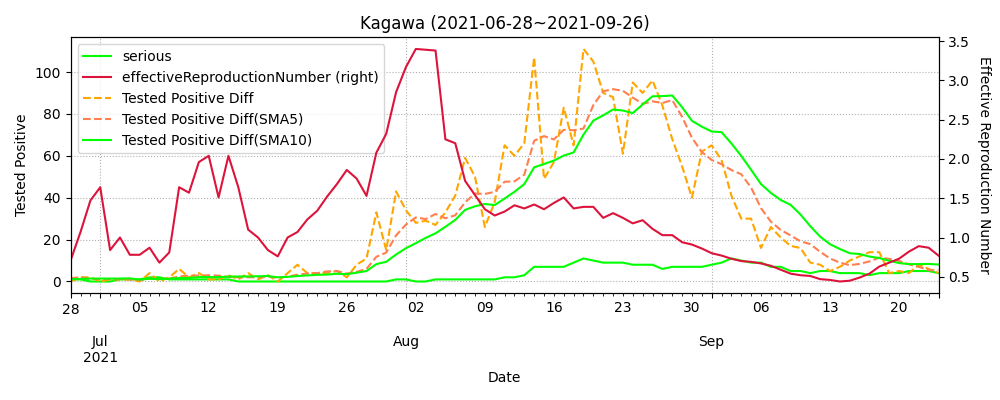 Kagawa (2021-06-28~2021-09-26)
serious
effectiveReproductionNumber (right)
Tested Positive Diff
Tested Positive Diff(SMA5)
Tested Positive Diff(SMA10)
Tested Positive
100
80
60
40
20
0
3.5
3.0
2.5
2.0
1.5
1.0
0.5
Effective Reproduction Number
28 05 12 19 26 02 09 16 23 30 06 13 20
Jul Aug Sep
2021
Date